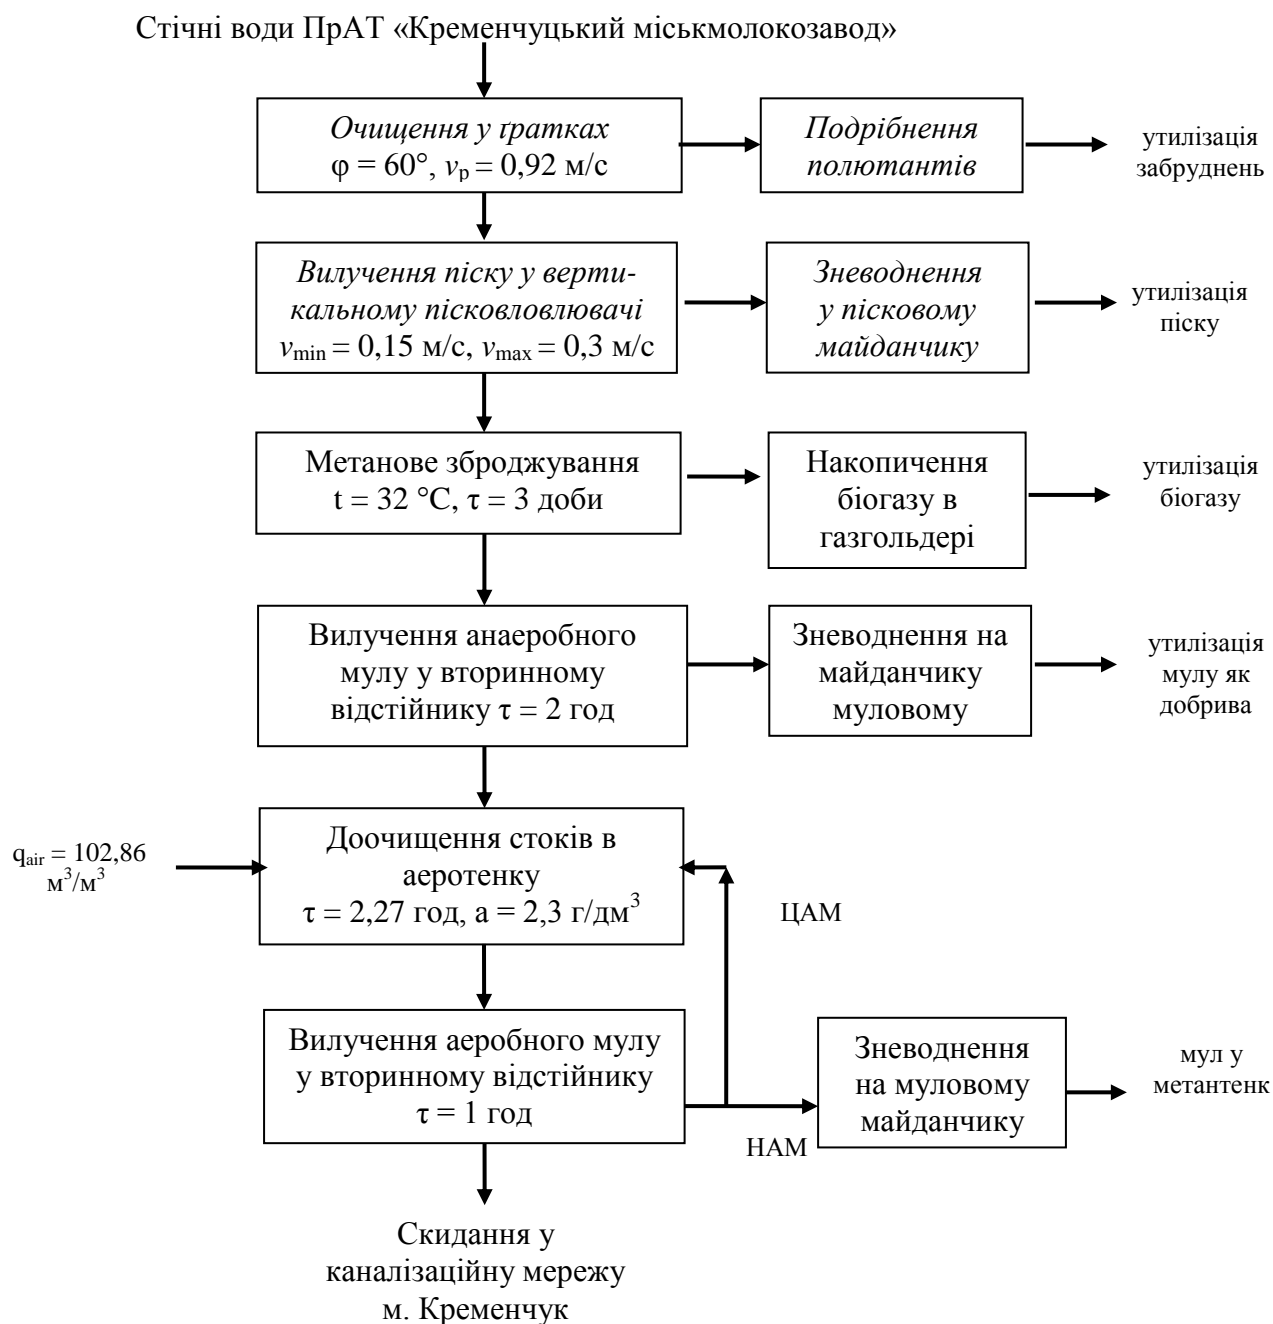 Стічні води ПрАТ «Кременчуцький міськмолокозавод»
Очищення у ґратках
φ = 60°, vр = 0,92 м/с
Подрібнення
полютантів
утилізація
забруднень
Вилучення піску у верти-
кальному пісковловлювачі
vmin = 0,15 м/с, vmax = 0,3 м/с
Зневоднення
у пісковому
майданчику
утилізація
піску
Метанове зброджування
t = 32 °С, τ = 3 доби
Накопичення
біогазу в
газгольдері
утилізація
біогазу
Вилучення анаеробного
мулу у вторинному
відстійнику τ = 2 год
Зневоднення на
майданчику
муловому
утилізація
мулу як
добрива
qair = 102,86
м³/м³
Доочищення стоків в
аеротенку
τ = 2,27 год, а = 2,3 г/дм³
ЦАМ
Вилучення аеробного мулу
у вторинному відстійнику
τ = 1 год
НАМ
Зневоднення
на муловому
майданчику
мул у
метантенк
Скидання у
каналізаційну мережу
м. Кременчук